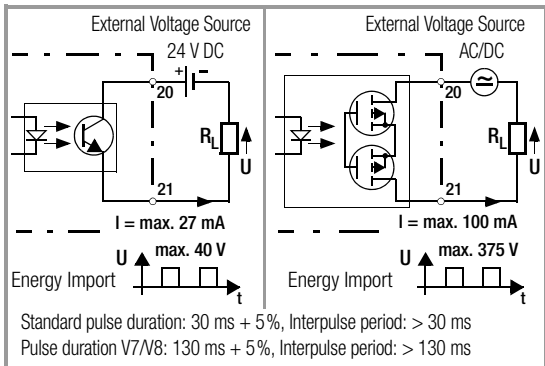 External Voltage Source
24 V DC
+ -
20
R_L
U
21
I = max. 27 mA
U max. 40 V
Energy Import
t
External Voltage Source
AC/DC
20
R_L
U
21
I = max. 100 mA
U max. 375 V
Energy Import
t
Standard pulse duration: 30 ms + 5%, Interpulse period: > 30 ms
Pulse duration V7/V8: 130 ms + 5%, Interpulse period: > 130 ms